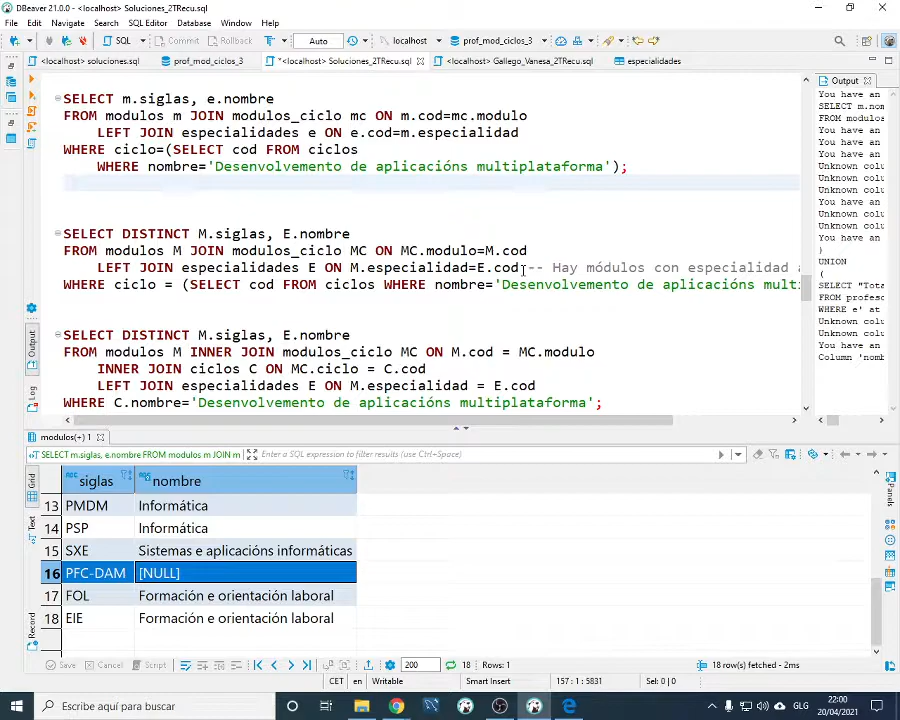 DBeaver 21.0.0 - <localhost> Soluciones_2TRecu.sql
File Edit Navigate Search SQL Editor Database Window Help
SQL Commit Rollback Auto localhost prof_mod_ciclos_3
<localhost> soluciones.sql prof_mod_ciclos_3 *<localhost> Soluciones_2TRecu.sql <localhost> Gallego_Vanesa_2TRecu.sql especialidades
SELECT m.siglas, e.nombre
FROM modulos m JOIN modulos_ciclo mc ON m.cod=mc.modulo
LEFT JOIN especialidades e ON e.cod=m.especialidad
WHERE ciclo=(SELECT cod FROM ciclos
WHERE nombre='Desenvolvemento de aplicacións multiplataforma');
SELECT DISTINCT M.siglas, E.nombre
FROM modulos M JOIN modulos_ciclo MC ON MC.modulo=M.cod
LEFT JOIN especialidades E ON M.especialidad=E.cod -- Hay módulos con especialidad
WHERE ciclo = (SELECT cod FROM ciclos WHERE nombre='Desenvolvemento de aplicacións mult
SELECT DISTINCT M.siglas, E.nombre
FROM modulos M INNER JOIN modulos_ciclo MC ON M.cod = MC.modulo
INNER JOIN ciclos C ON MC.ciclo = C.cod
LEFT JOIN especialidades E ON M.especialidad = E.cod
WHERE C.nombre='Desenvolvemento de aplicacións multiplataforma';
Output
Log
Output
You have an
SELECT m.nom
FROM modulos
You have an
You have an
You have an
Unknown colu
Unknown colu
You have an
Unknown colu
Unknown colu
You have an
)
UNION
(
SELECT "Tota
FROM profeso
WHERE e' at
Unknown colu
Unknown colu
You have an
Column 'nomb
modulos(+) 1
SELECT m.siglas, e.nombre FROM modulos m JOIN m Enter a SQL expression to filter results (use Ctrl+Space)
Grid
Text
Record
Panels
siglas nombre
13 PMDM Informática
14 PSP Informática
15 SXE Sistemas e aplicacións informáticas
16 PFC-DAM [NULL]
17 FOL Formación e orientación laboral
18 EIE Formación e orientación laboral
Save Cancel Script 200 18 Rows: 1 18 row(s) fetched - 2ms
CET en Writable Smart Insert 157 : 1 : 5831 Sel: 0 | 0
Escribe aquí para buscar
GLG
22:00
20/04/2021